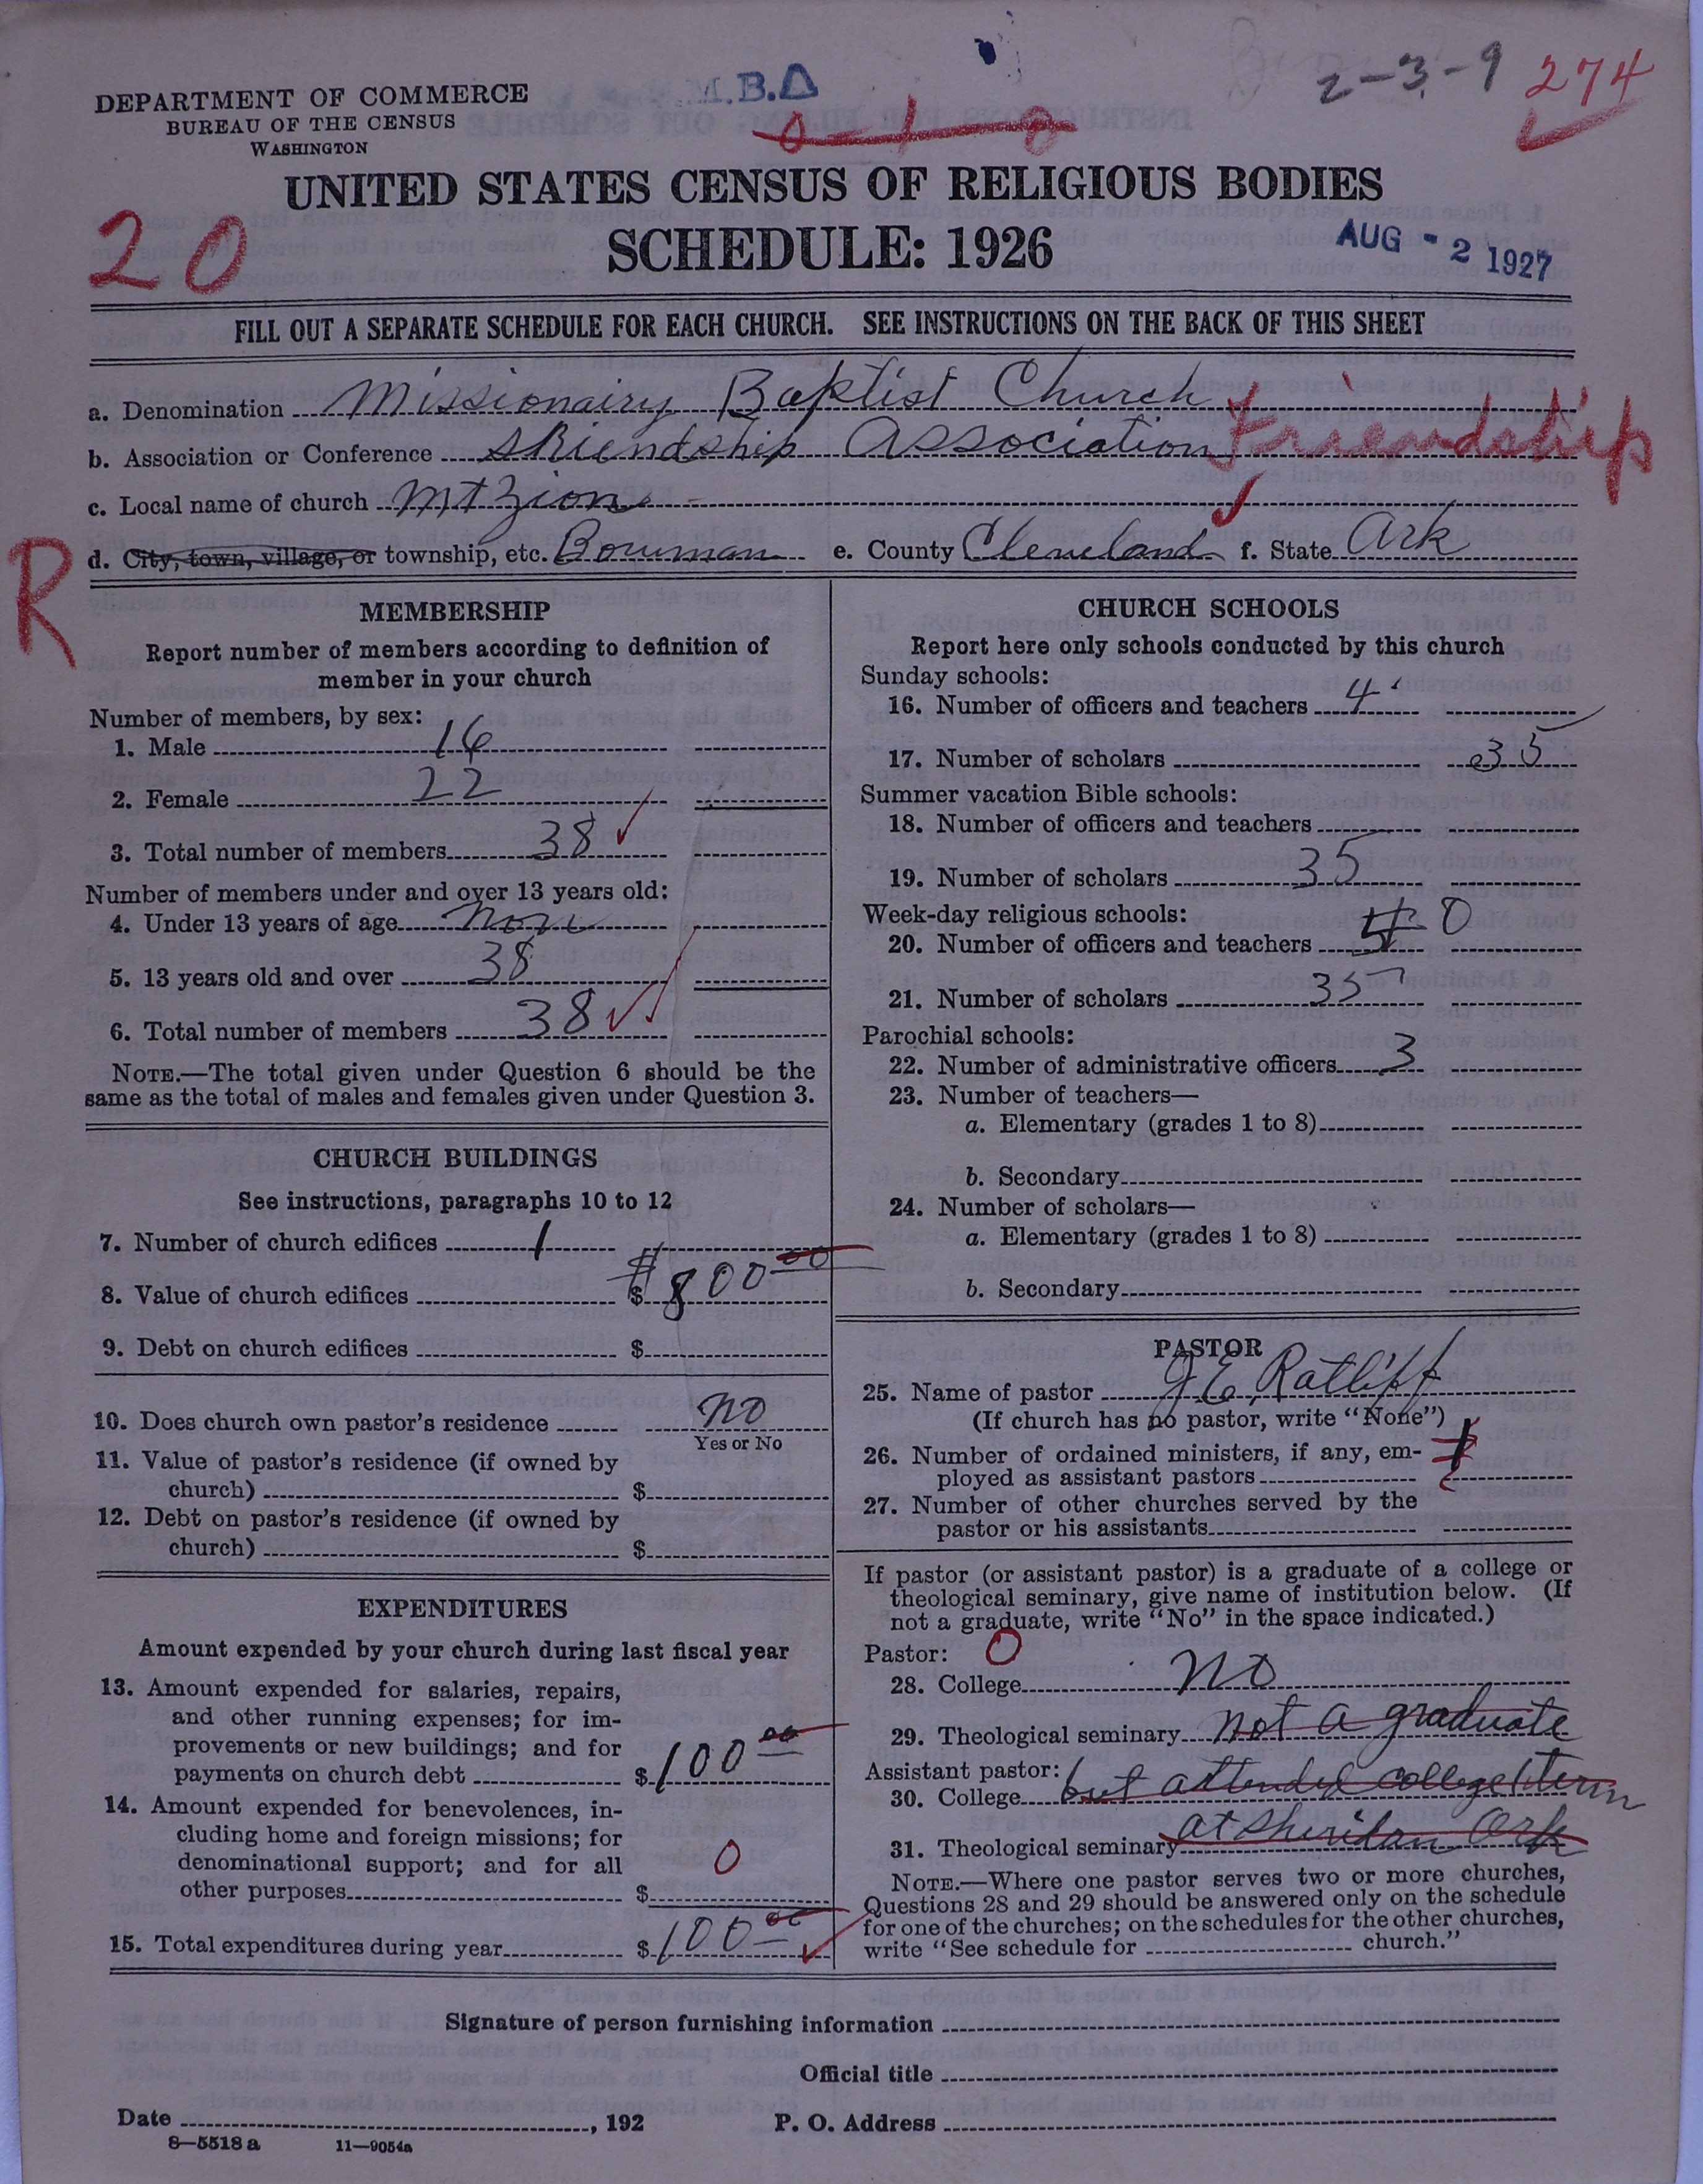 2-3-9 274
M.B.A
DEPARTMENT OF COMMERCE
BUREAU OF THE CENSUS
WASHINGTON
0-1-0
UNITED STATES CENSUS OF RELIGIOUS BODIES
20
SCHEDULE: 1926
AUG - 2 1927
FILL OUT A SEPARATE SCHEDULE FOR EACH CHURCH. SEE INSTRUCTIONS ON THE BACK OF THIS SHEET
a. Denomination Missionairy Baptist Church
b. Association or Conference Association Friendship
c. Local name of church Mt Zion
R
d. City, town, village, or township, etc. Bowman e. County Cleveland f. State Ark
MEMBERSHIP
Report number of members according to definition of
member in your church
Number of members, by sex:
1. Male 16
2. Female 22
3. Total number of members 38
Number of members under and over 13 years old:
4. Under 13 years of age None
5. 13 years old and over 38
6. Total number of members 38
NOTE.—The total given under Question 6 should be the
same as the total of males and females given under Question 3.
CHURCH BUILDINGS
See instructions, paragraphs 10 to 12
7. Number of church edifices 1
8. Value of church edifices $ $800 00
9. Debt on church edifices $
10. Does church own pastor's residence no
Yes or No
11. Value of pastor's residence (if owned by
church) $
12. Debt on pastor's residence (if owned by
church) $
EXPENDITURES
Amount expended by your church during last fiscal year
13. Amount expended for salaries, repairs,
and other running expenses; for im-
provements or new buildings; and for
payments on church debt $ 100 00
14. Amount expended for benevolences, in-
cluding home and foreign missions; for
denominational support; and for all
other purposes $ 0
15. Total expenditures during year $ 100 00
CHURCH SCHOOLS
Report here only schools conducted by this church
Sunday schools:
16. Number of officers and teachers 4
17. Number of scholars 35
Summer vacation Bible schools:
18. Number of officers and teachers
19. Number of scholars 35
Week-day religious schools:
20. Number of officers and teachers 0
21. Number of scholars 35
Parochial schools:
22. Number of administrative officers 3
23. Number of teachers—
a. Elementary (grades 1 to 8)
b. Secondary
24. Number of scholars—
a. Elementary (grades 1 to 8)
b. Secondary
PASTOR
25. Name of pastor J.E. Ratliff
(If church has no pastor, write "None")
26. Number of ordained ministers, if any, em-
ployed as assistant pastors
27. Number of other churches served by the
pastor or his assistants
If pastor (or assistant pastor) is a graduate of a college or
theological seminary, give name of institution below. (If
not a graduate, write "No" in the space indicated.)
Pastor: 0
28. College no
29. Theological seminary not a graduate
Assistant pastor:
30. College but attended college 1 term
31. Theological seminary at Sheridan Ark
NOTE.—Where one pastor serves two or more churches,
Questions 28 and 29 should be answered only on the schedule
for one of the churches; on the schedules for the other churches,
write "See schedule for church."
Signature of person furnishing information
Official title
Date , 192 P. O. Address
8—5518 a 11—9054a